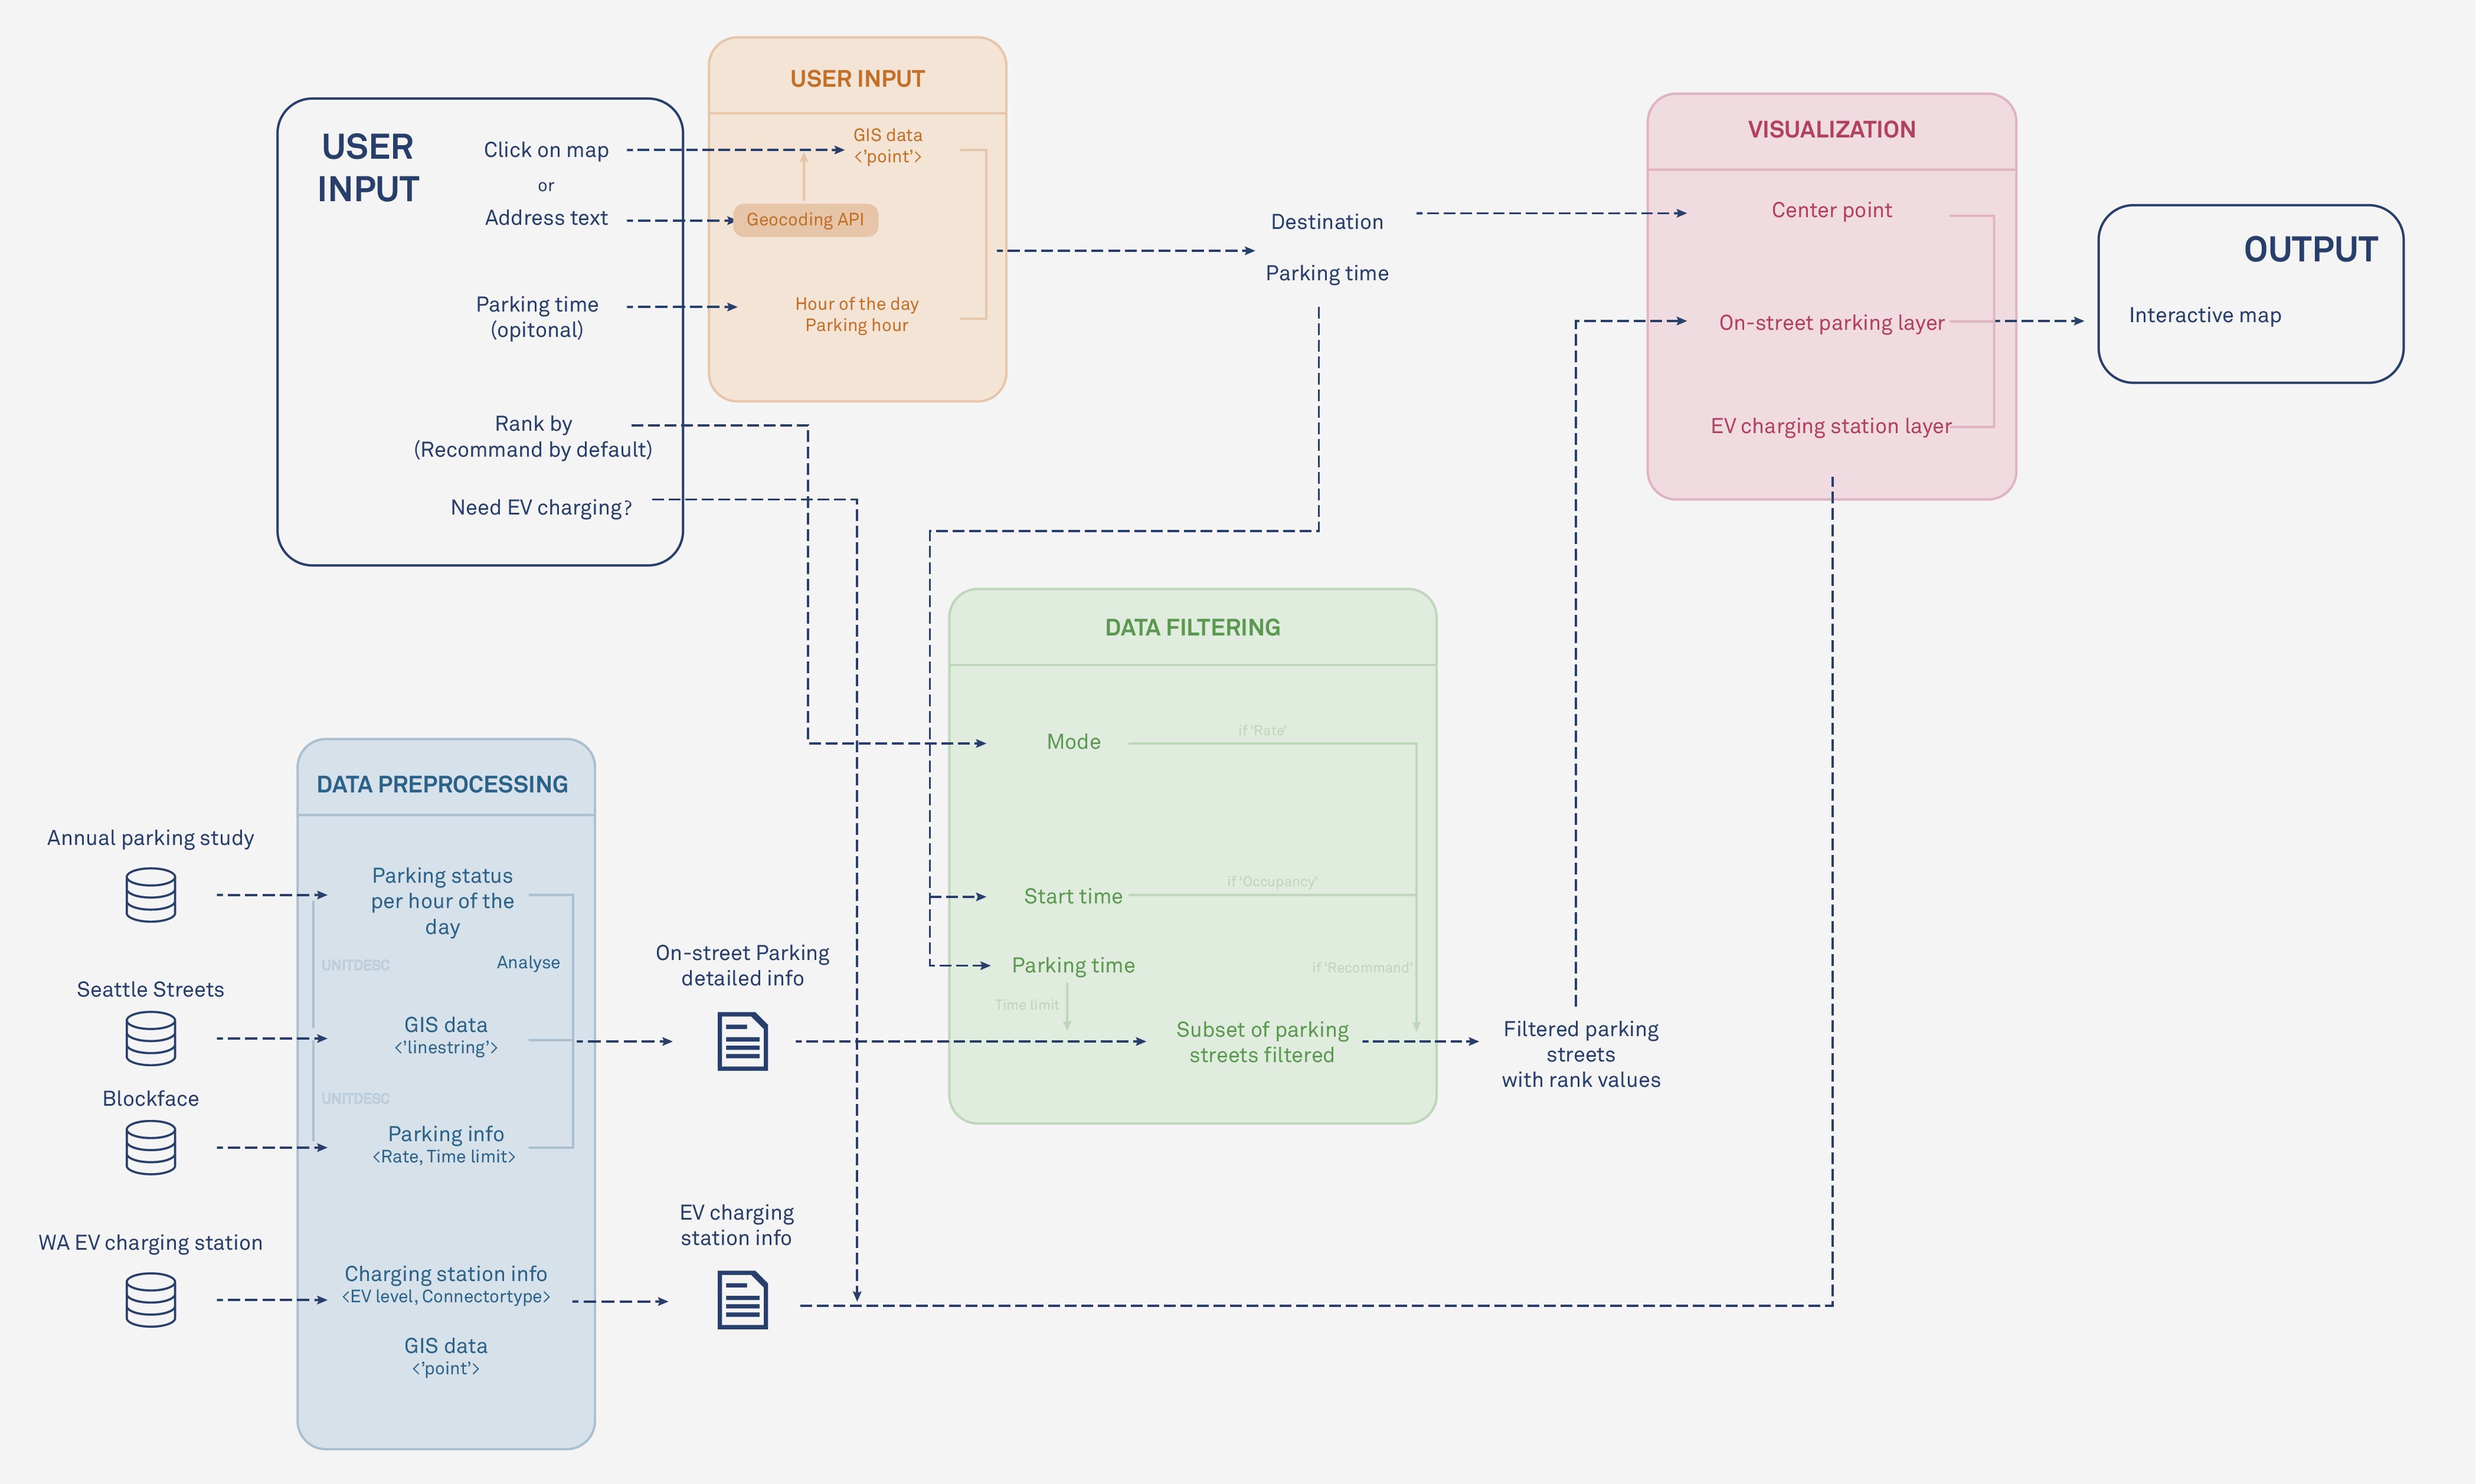 USER
INPUT
Click on map
or
Address text
Parking time
(opitonal)
Rank by
(Recommand by default)
Need EV charging?
USER INPUT
GIS data
<'point'>
Geocoding API
Hour of the day
Parking hour
Destination
Parking time
VISUALIZATION
Center point
On-street parking layer
EV charging station layer
OUTPUT
Interactive map
DATA FILTERING
Mode
if 'Rate'
Start time
if 'Occupancy'
Parking time
if 'Recommand'
Time limit
Subset of parking
streets filtered
Filtered parking
streets
with rank values
DATA PREPROCESSING
Annual parking study
Parking status
per hour of the
day
UNITDESC
Analyse
Seattle Streets
GIS data
<'linestring'>
UNITDESC
Blockface
Parking info
<Rate, Time limit>
On-street Parking
detailed info
WA EV charging station
Charging station info
<EV level, Connectortype>
GIS data
<'point'>
EV charging
station info